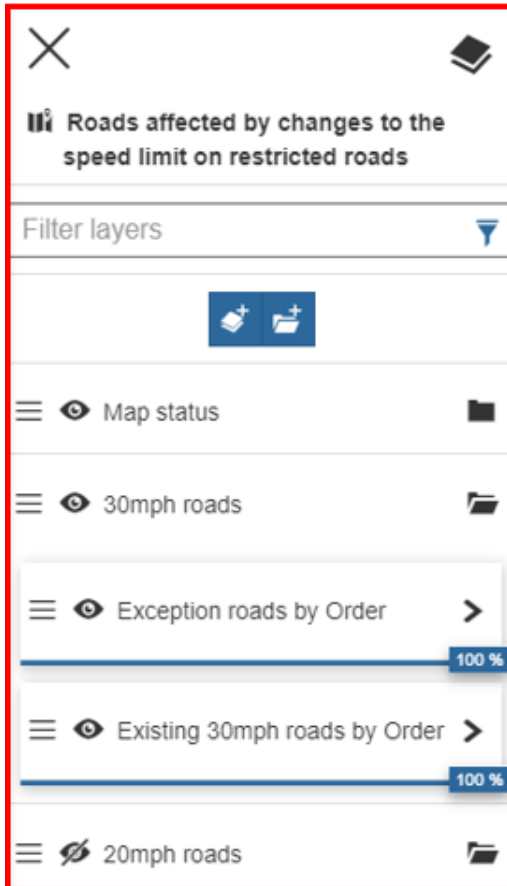 Roads affected by changes to the
speed limit on restricted roads
Filter layers
Map status
30mph roads
Exception roads by Order
100 %
Existing 30mph roads by Order
100 %
20mph roads